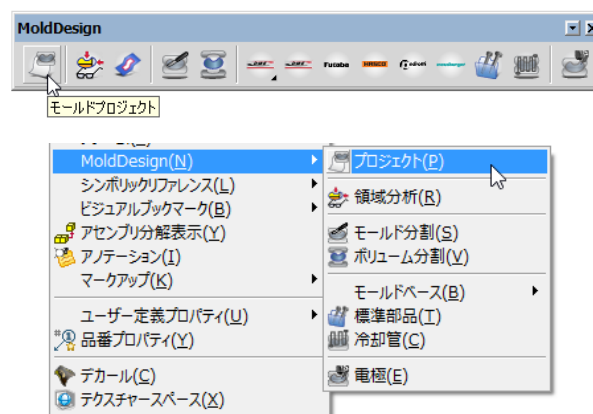 MoldDesign
Futaba
HASCO
モールドプロジェクト
MoldDesign(N)
シンボリックリファレンス(L)
ビジュアルブックマーク(B)
アセンブリ分解表示(Y)
アノテーション(I)
マークアップ(K)
ユーザー定義プロパティ(U)
品番プロパティ(Y)
デカール(C)
テクスチャースペース(X)
プロジェクト(P)
領域分析(R)
モールド分割(S)
ボリューム分割(V)
モールドベース(B)
標準部品(T)
冷却管(C)
電極(E)